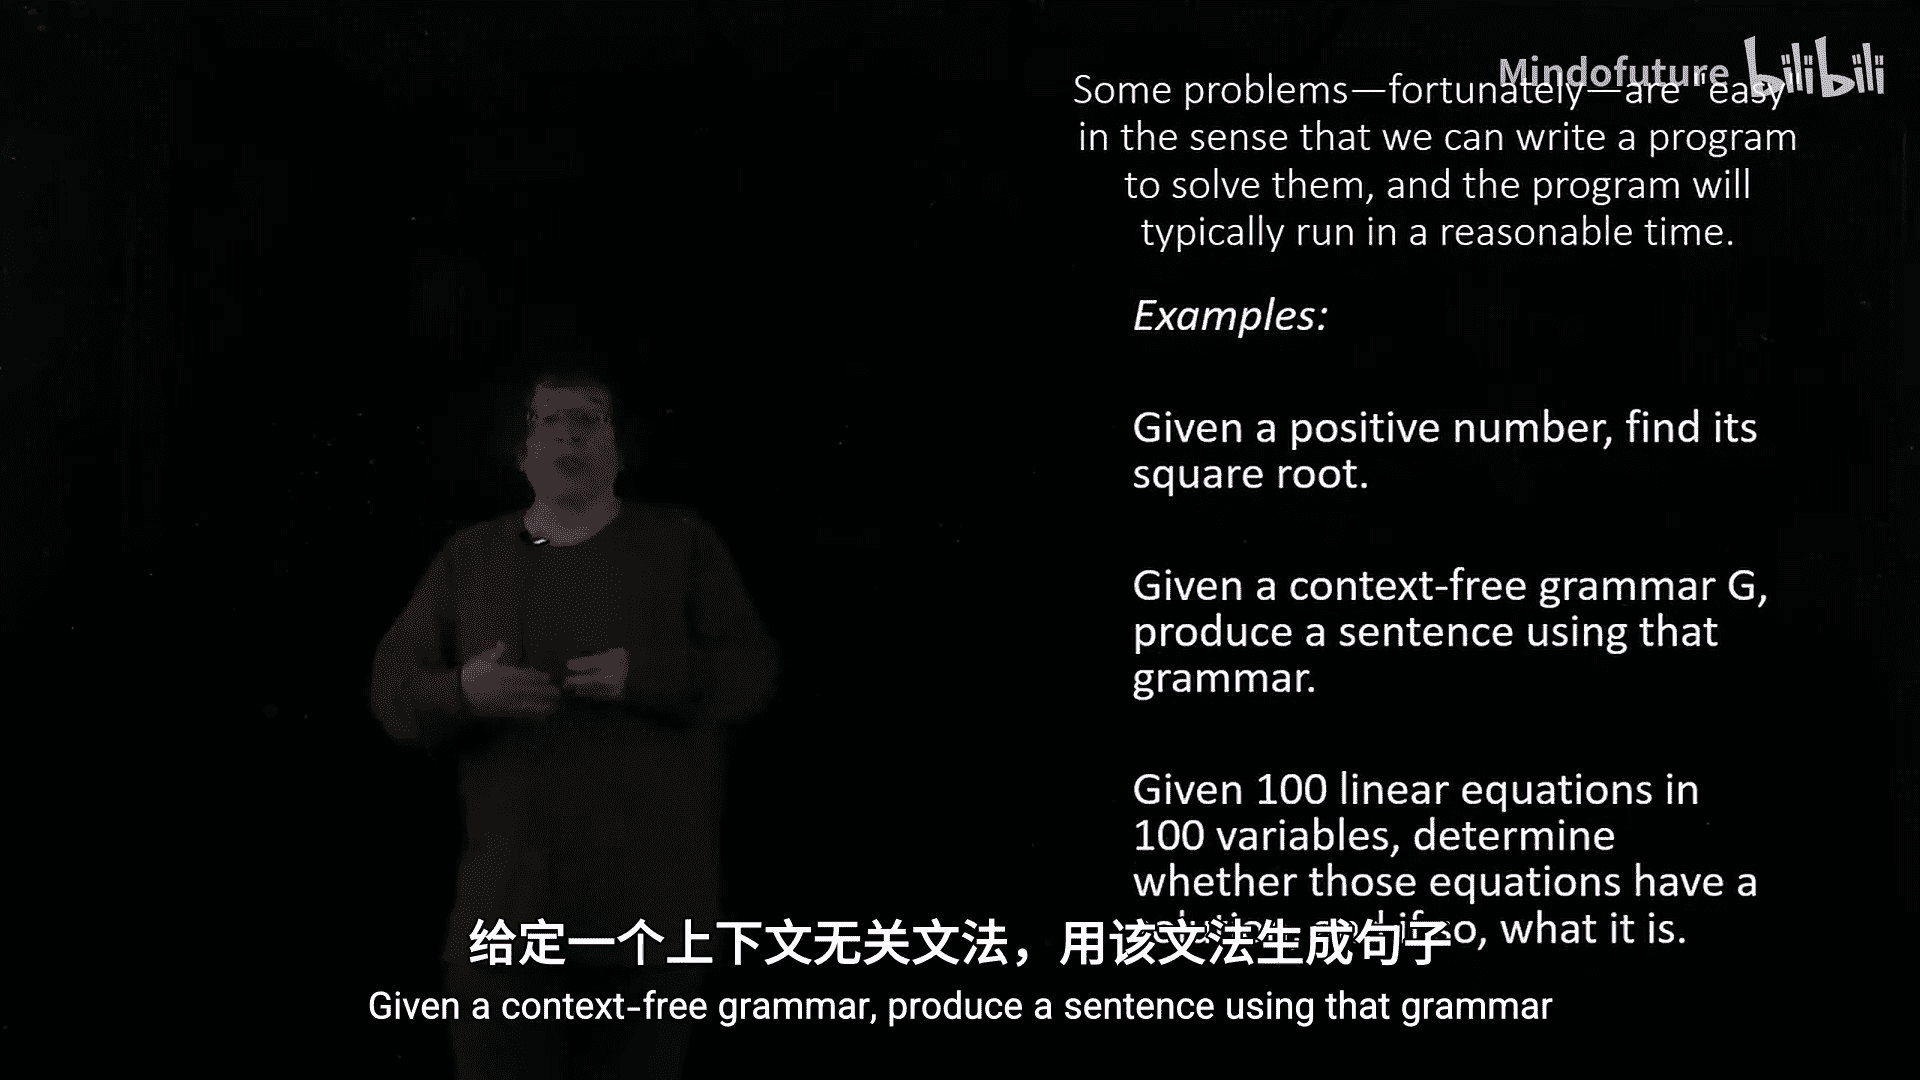 Mindofuture bilibili
Some problems—fortunately—are "easy"
in the sense that we can write a program
to solve them, and the program will
typically run in a reasonable time.
Examples:
Given a positive number, find its
square root.
Given a context-free grammar G,
produce a sentence using that
grammar.
Given 100 linear equations in
100 variables, determine
whether those equations have a
solution, and if so, what it is.
给定一个上下文无关文法，用该文法生成句子
Given a context-free grammar, produce a sentence using that grammar